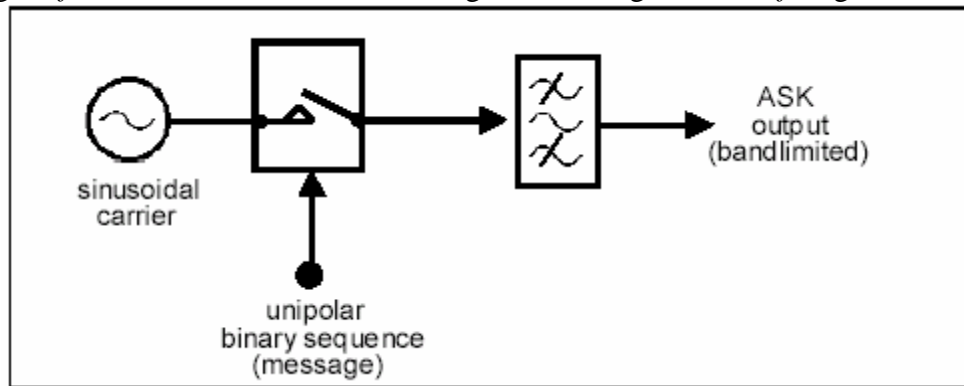 sinusoidal
carrier
unipolar
binary sequence
(message)
ASK
output
(bandlimited)